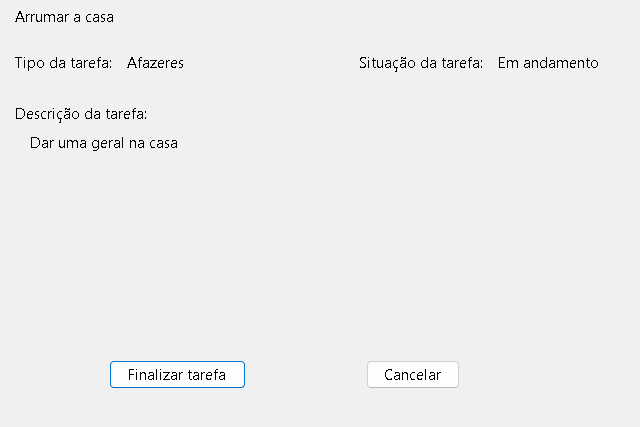 Arrumar a casa
Tipo da tarefa: Afazeres Situação da tarefa: Em andamento
Descrição da tarefa:
Dar uma geral na casa
Finalizar tarefa Cancelar